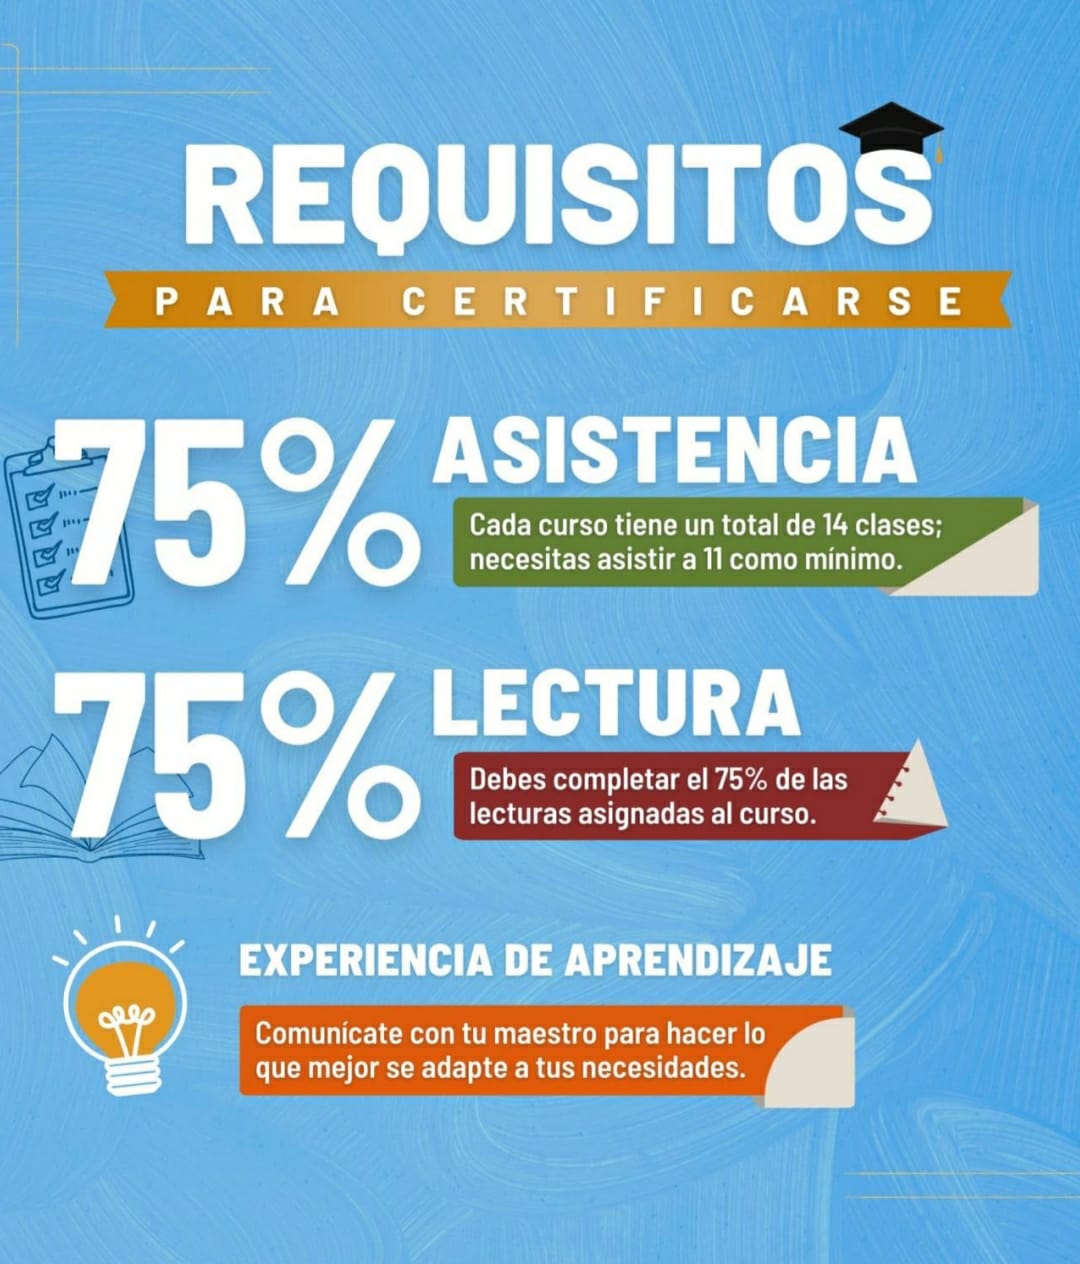 REQUISITOS
PARA CERTIFICARSE
75% ASISTENCIA
Cada curso tiene un total de 14 clases;
necesitas asistir a 11 como mínimo.
75% LECTURA
Debes completar el 75% de las
lecturas asignadas al curso.
EXPERIENCIA DE APRENDIZAJE
Comunícate con tu maestro para hacer lo
que mejor se adapte a tus necesidades.